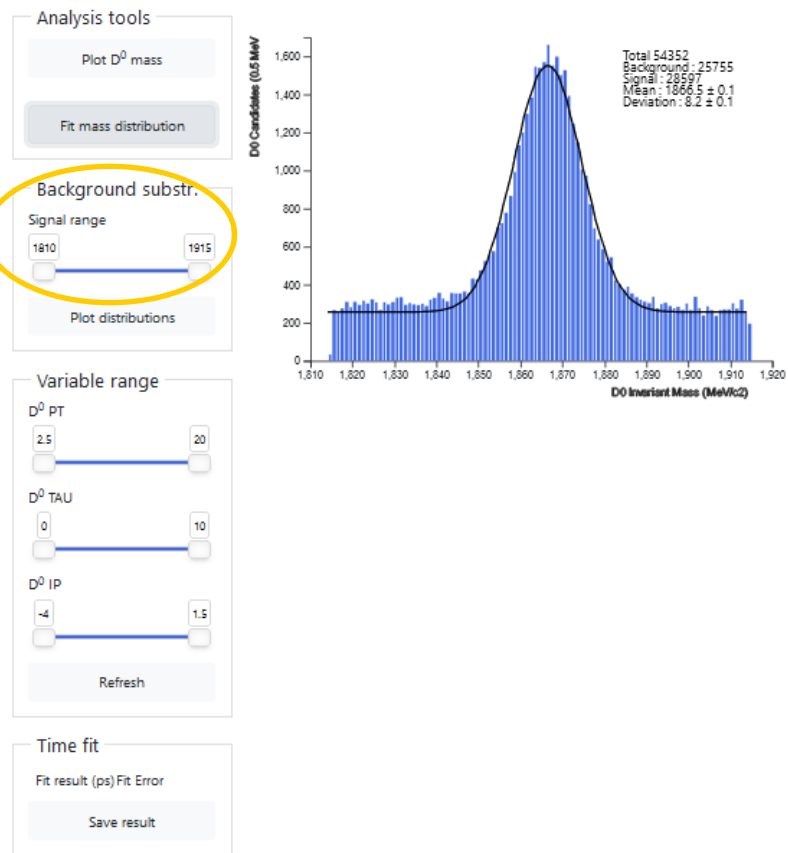 Analysis tools
Plot D⁰ mass
Fit mass distribution
Background substr.
Signal range
1810 1915
Plot distributions
Variable range
D⁰ PT
2.5 20
D⁰ TAU
0 10
D⁰ IP
-4 1.5
Refresh
Time fit
Fit result (ps) Fit Error
Save result
D0 Candidates (0.5 MeV
1,600
1,400
1,200
1,000
800
600
400
200
0
1,810 1,820 1,830 1,840 1,850 1,860 1,870 1,880 1,890 1,900 1,910 1,920
D0 Invariant Mass (MeV/c2)
Total 54352
Background : 25755
Signal : 28597
Mean : 1866.5 ± 0.1
Deviation : 8.2 ± 0.1